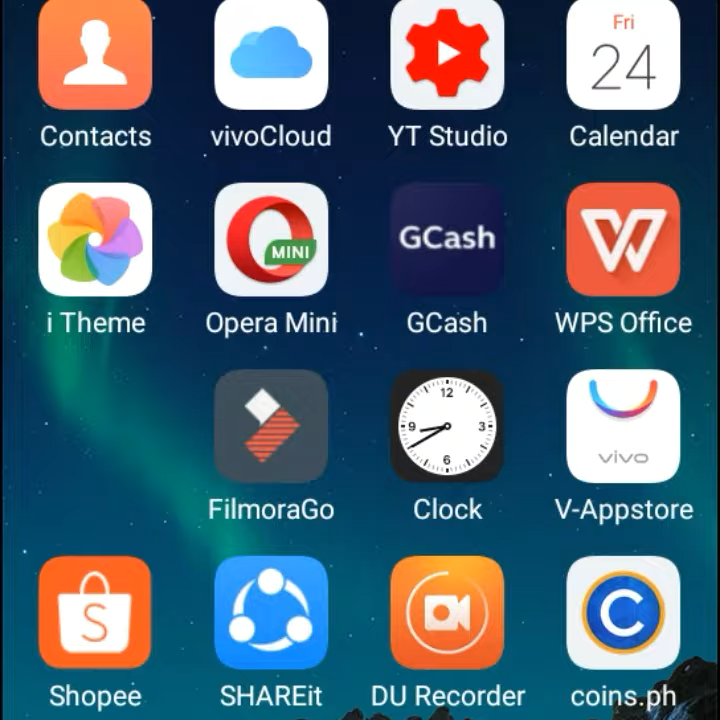 Fri
24
Contacts
vivoCloud
YT Studio
Calendar
MINI
GCash
i Theme
Opera Mini
GCash
WPS Office
12
9
3
6
vivo
FilmoraGo
Clock
V-Appstore
S
C
Shopee
SHAREit
DU Recorder
coins.ph